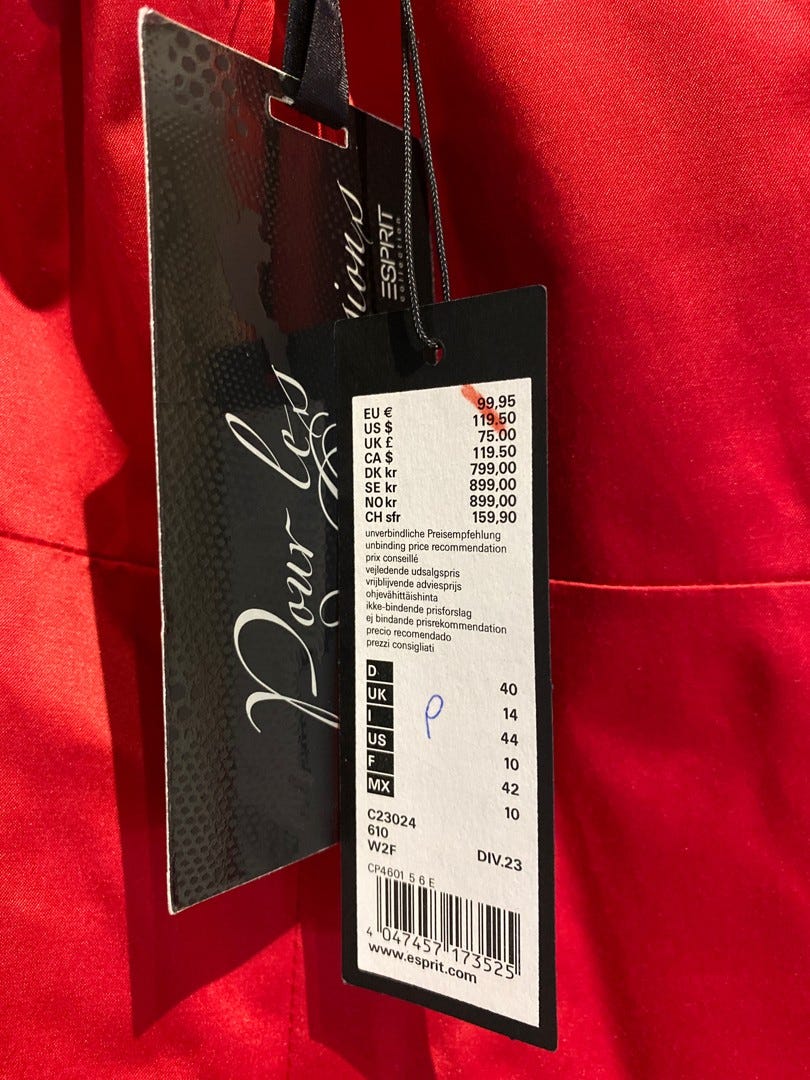 Pour les
ESPRIT
collection
EU € 99,95
US $ 119.50
UK £ 75.00
CA $ 119.50
DK kr 799,00
SE kr 899,00
NO kr 899,00
CH sfr 159,90
unverbindliche Preisempfehlung
unbinding price recommendation
prix conseillé
vejledende udsalgspris
vrijblijvende adviesprijs
ohjevähittäishinta
ikke-bindende prisforslag
ej bindande prisrekommendation
precio recomendado
prezzi consigliati
D 40
UK 14
I 44
US 10
F 42
MX 10
P
C23024
610
W2F DIV.23
CP4601 5 6 E
4 047457 173525
www.esprit.com